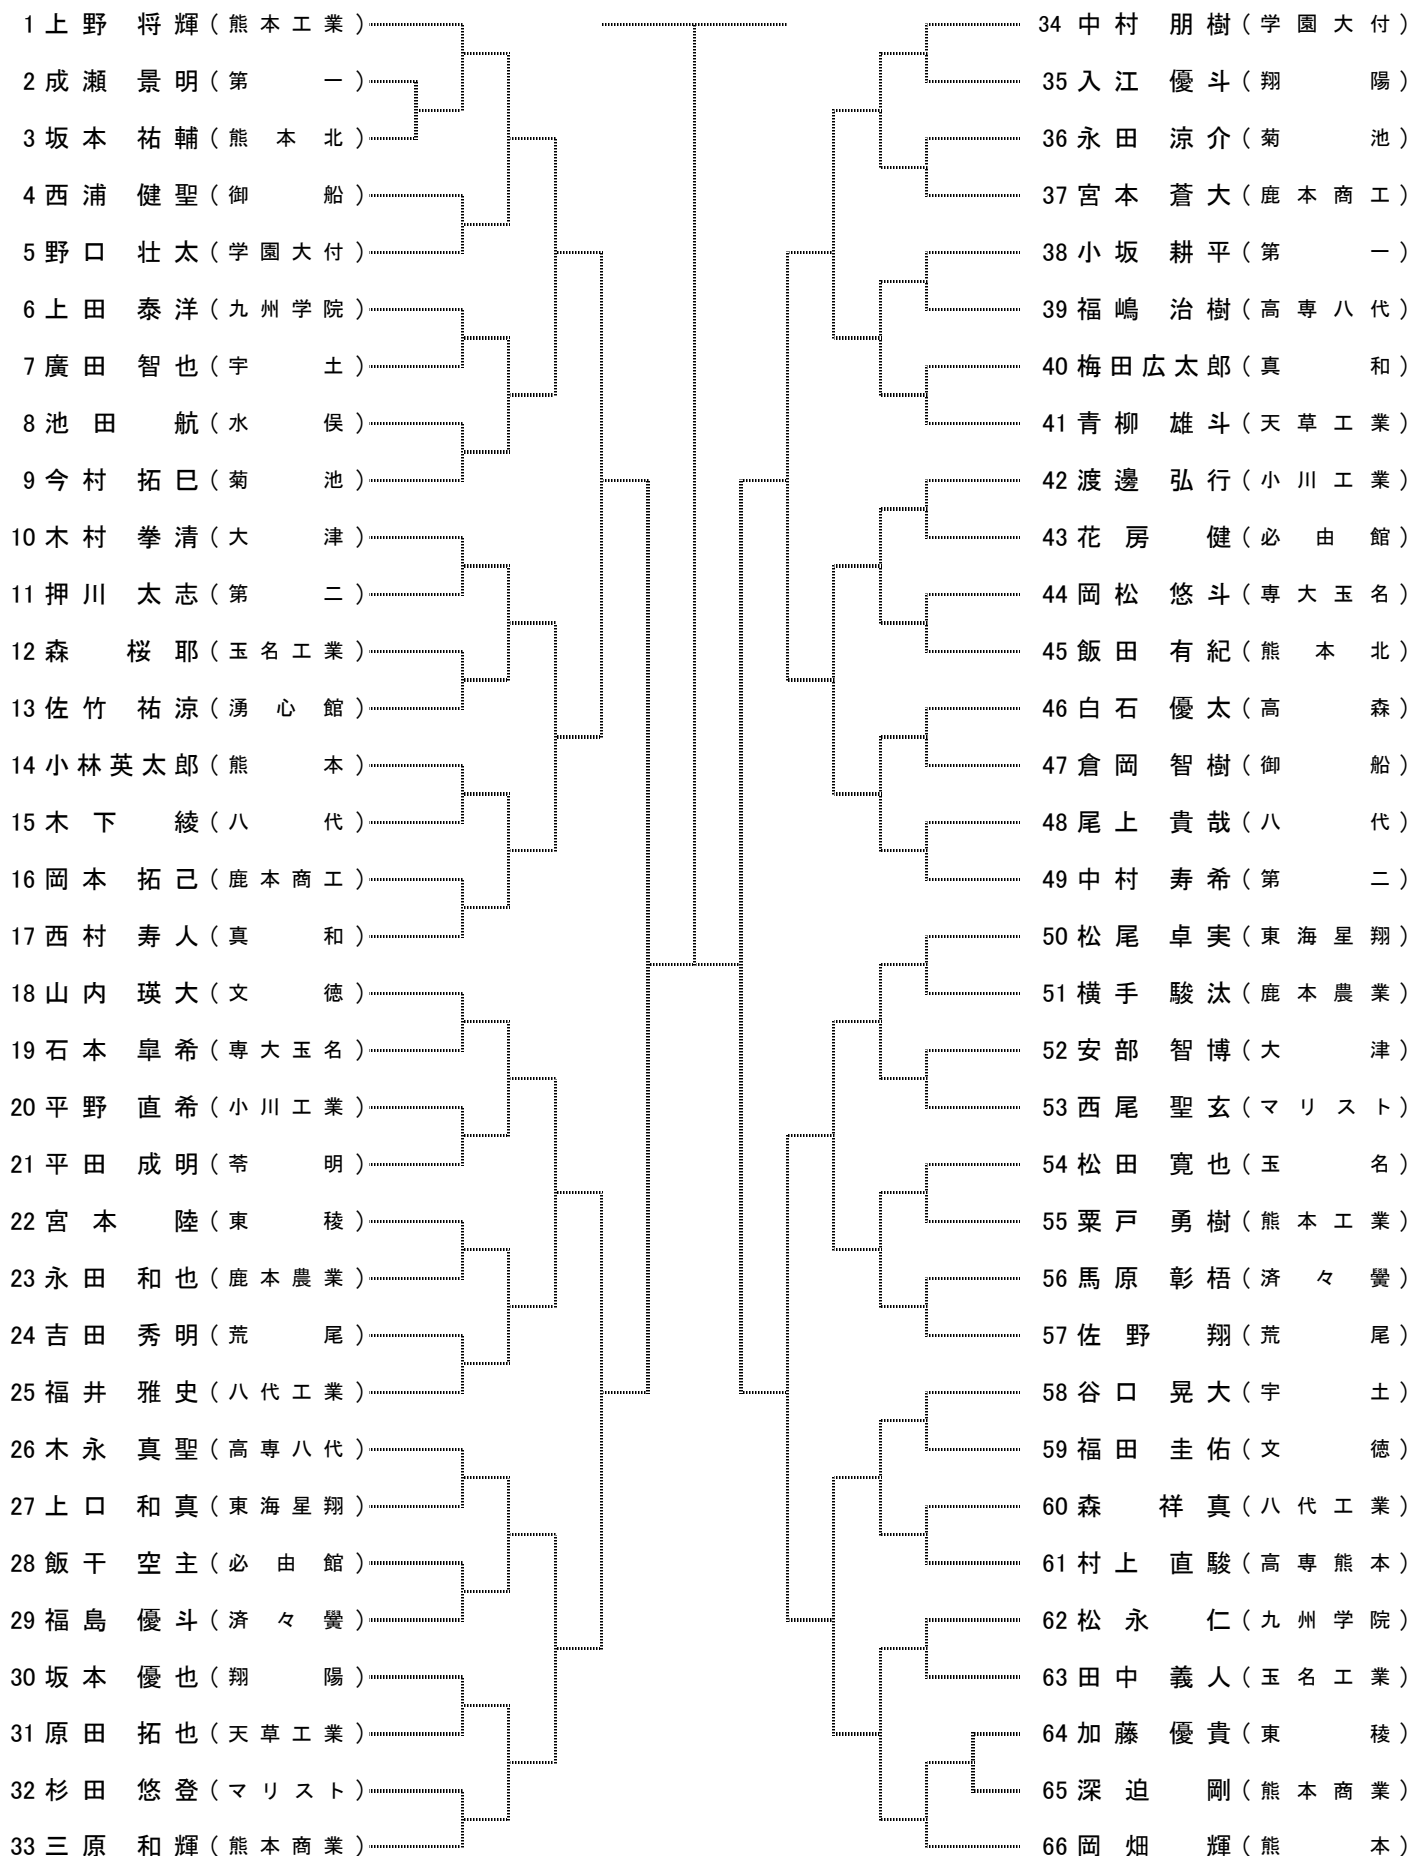 1 上野 将輝(熊本工業)
2 成瀬 景明(第一)
3 坂本 祐輔(熊本北)
4 西浦 健聖(御船)
5 野口 壮太(学園大付)
6 上田 泰洋(九州学院)
7 廣田 智也(宇土)
8 池田 航(水俣)
9 今村 拓巳(菊池)
10 木村 拳清(大津)
11 押川 太志(第二)
12 森 桜耶(玉名工業)
13 佐竹 祐涼(湧心館)
14 小林英太郎(熊本)
15 木下 綾(八代)
16 岡本 拓己(鹿本商工)
17 西村 寿人(真和)
18 山内 瑛大(文徳)
19 石本 皐希(専大玉名)
20 平野 直希(小川工業)
21 平田 成明(苓明)
22 宮本 陸(東稜)
23 永田 和也(鹿本農業)
24 吉田 秀明(荒尾)
25 福井 雅史(八代工業)
26 木永 真聖(高専八代)
27 上口 和真(東海星翔)
28 飯干 空主(必由館)
29 福島 優斗(済々黌)
30 坂本 優也(翔陽)
31 原田 拓也(天草工業)
32 杉田 悠登(マリスト)
33 三原 和輝(熊本商業)
34 中村 朋樹(学園大付)
35 入江 優斗(翔陽)
36 永田 涼介(菊池)
37 宮本 蒼大(鹿本商工)
38 小坂 耕平(第一)
39 福嶋 治樹(高専八代)
40 梅田広太郎(真和)
41 青柳 雄斗(天草工業)
42 渡邊 弘行(小川工業)
43 花房 健(必由館)
44 岡松 悠斗(専大玉名)
45 飯田 有紀(熊本北)
46 白石 優太(高森)
47 倉岡 智樹(御船)
48 尾上 貴哉(八代)
49 中村 寿希(第二)
50 松尾 卓実(東海星翔)
51 横手 駿汰(鹿本農業)
52 安部 智博(大津)
53 西尾 聖玄(マリスト)
54 松田 寛也(玉名)
55 粟戸 勇樹(熊本工業)
56 馬原 彰梧(済々黌)
57 佐野 翔(荒尾)
58 谷口 晃大(宇土)
59 福田 圭佑(文徳)
60 森 祥真(八代工業)
61 村上 直駿(高専熊本)
62 松永 仁(九州学院)
63 田中 義人(玉名工業)
64 加藤 優貴(東稜)
65 深迫 剛(熊本商業)
66 岡畑 輝(熊本)